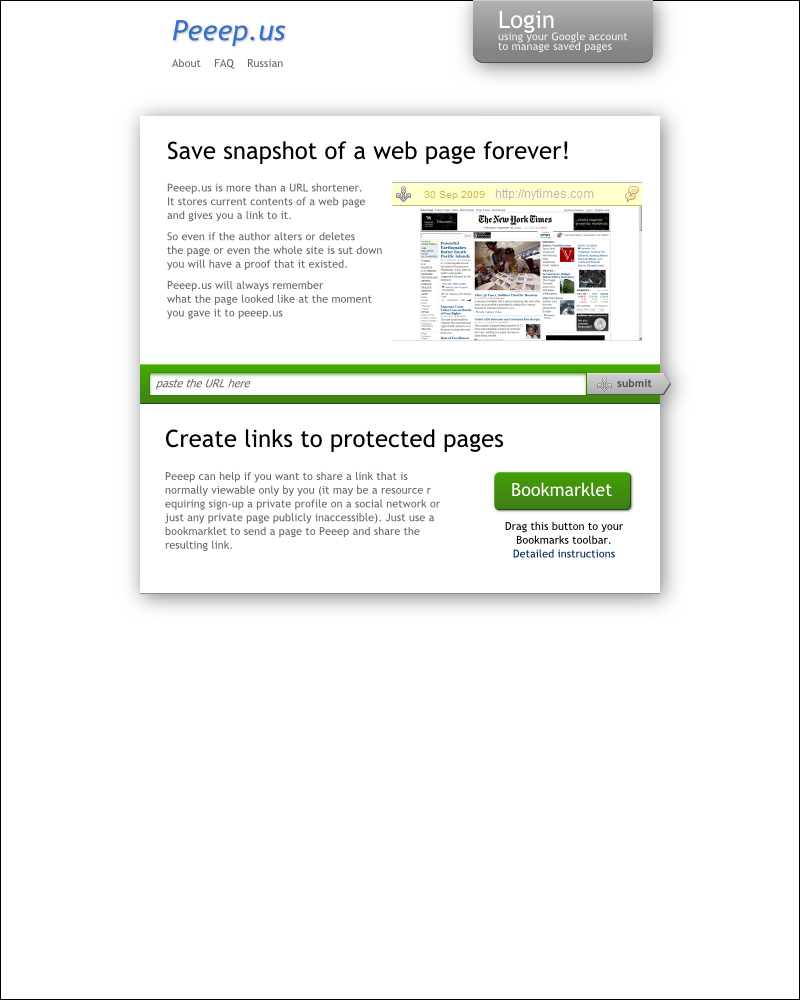 Peeep.us
Login
using your Google account
to manage saved pages
About FAQ Russian
Save snapshot of a web page forever!
Peeep.us is more than a URL shortener.
It stores current contents of a web page
and gives you a link to it.
So even if the author alters or deletes
the page or even the whole site is sut down
you will have a proof that it existed.
Peeep.us will always remember
what the page looked like at the moment
you gave it to peeep.us
30 Sep 2009 http://nytimes.com
The New York Times
Powerful
Earthquakes
Batter South
Pacific Islands
paste the URL here
submit
Create links to protected pages
Peeep can help if you want to share a link that is
normally viewable only by you (it may be a resource r
equiring sign-up a private profile on a social network or
just any private page publicly inaccessible). Just use a
bookmarklet to send a page to Peeep and share the
resulting link.
Bookmarklet
Drag this button to your
Bookmarks toolbar.
Detailed instructions